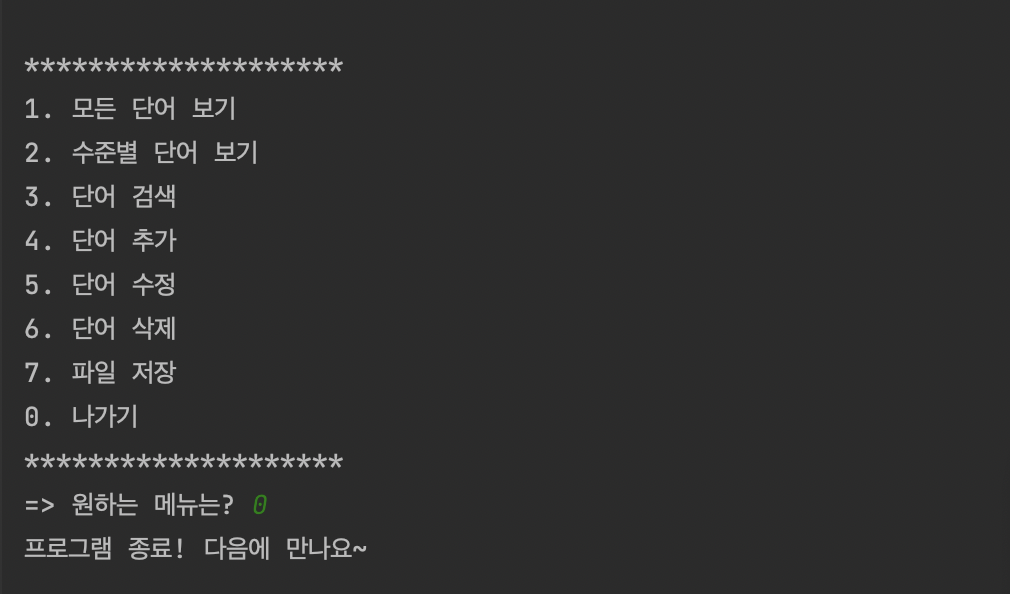 ********************
1. 모든 단어 보기
2. 수준별 단어 보기
3. 단어 검색
4. 단어 추가
5. 단어 수정
6. 단어 삭제
7. 파일 저장
0. 나가기
********************
=> 원하는 메뉴는? 0
프로그램 종료! 다음에 만나요~